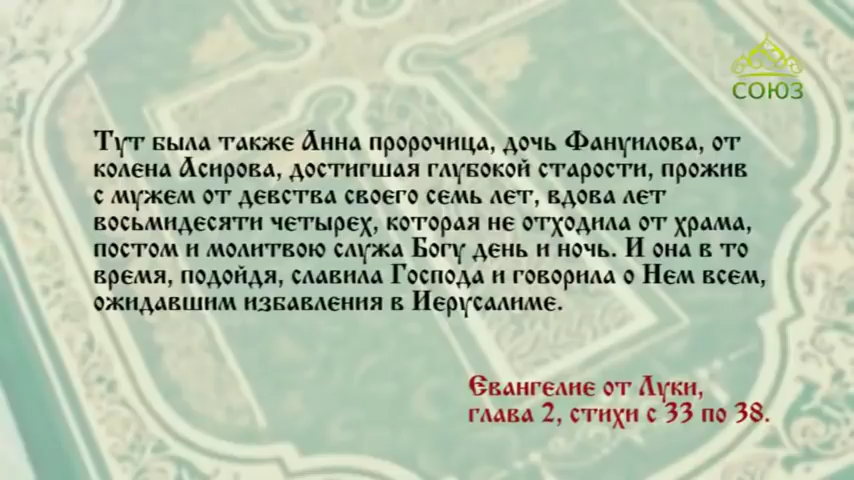 СОЮЗ
Тут была также Анна пророчица, дочь Фануилова, от
колена Асирова, достигшая глубокой старости, прожив
с мужем от девства своего семь лет, вдова лет
восьмидесяти четырех, которая не отходила от храма,
постом и молитвою служа Богу день и ночь. И она в то
время, подойдя, славила Господа и говорила о Нем всем,
ожидавшим избавления в Иерусалиме.
Евангелие от Луки,
глава 2, стихи с 33 по 38.